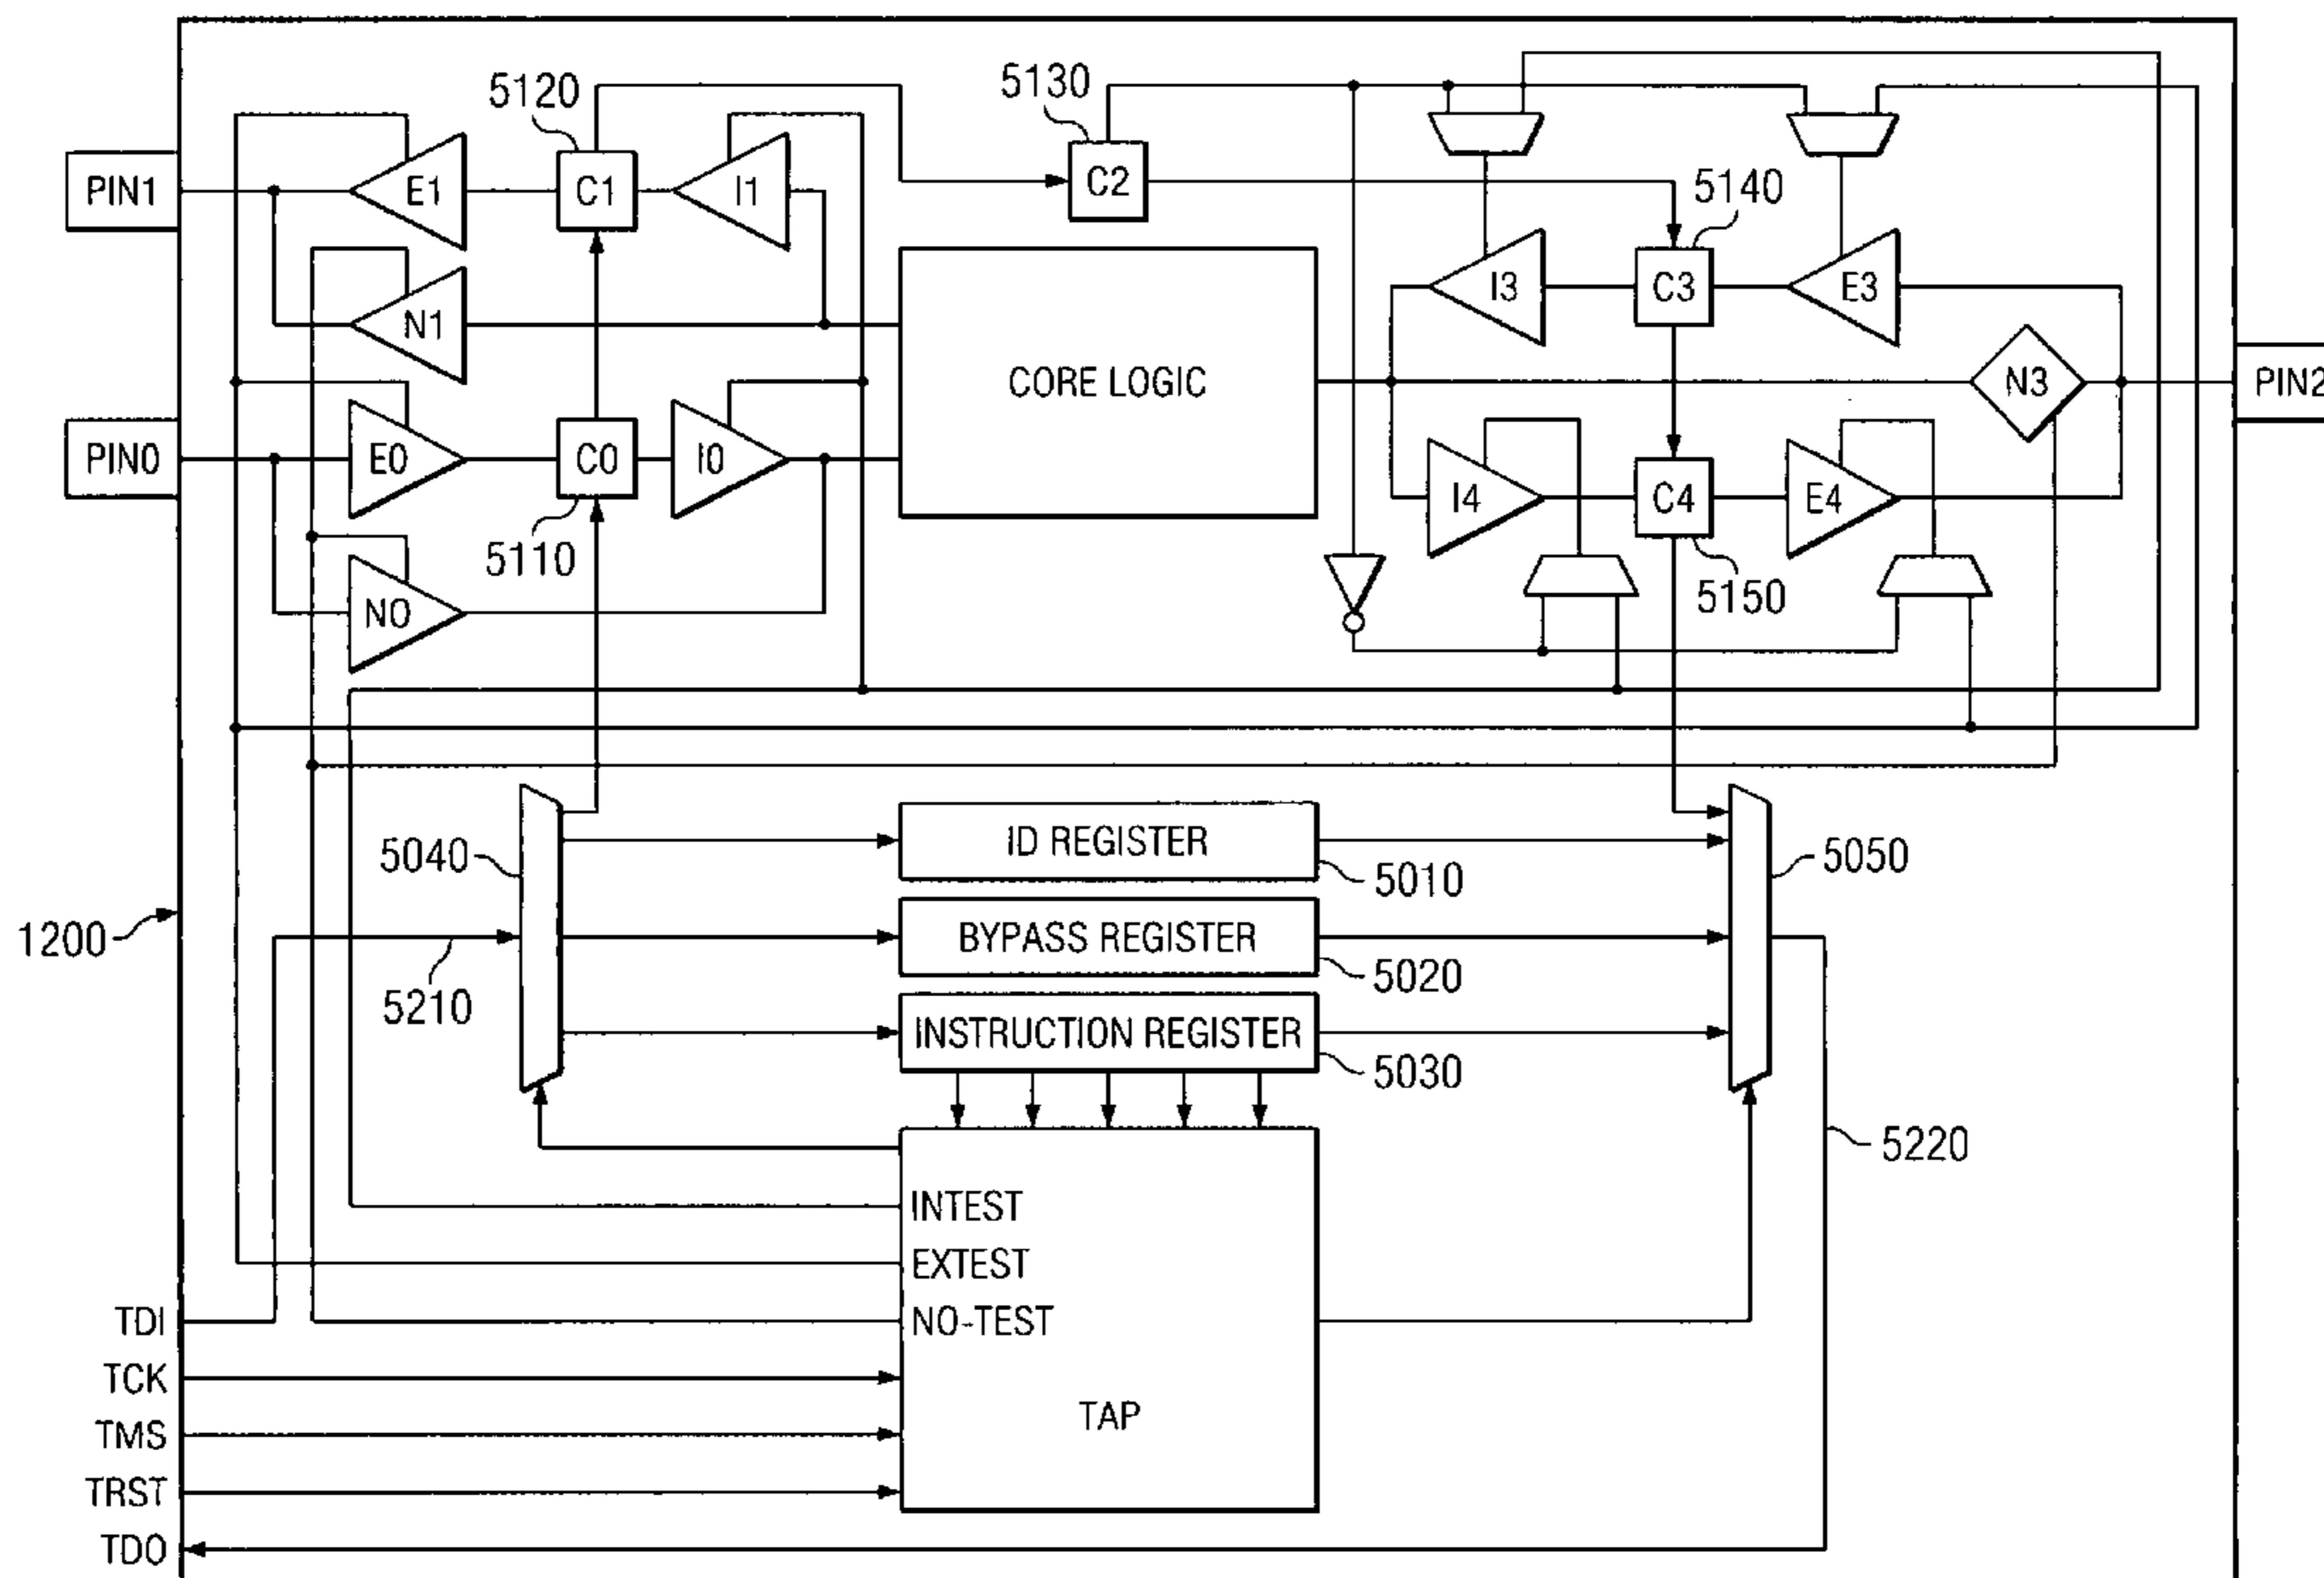 5120
5130
PIN1
E1
C1
I1
C2
5140
N1
I3
C3
E3
CORE LOGIC
N3
PIN2
PIN0
E0
C0
I0
I4
C4
E4
5110
5150
N0
5040
ID REGISTER
5010
5050
1200
5210
BYPASS REGISTER
5020
INSTRUCTION REGISTER
5030
5220
INTEST
EXTEST
TDI
NO-TEST
TCK
TAP
TMS
TRST
TDO